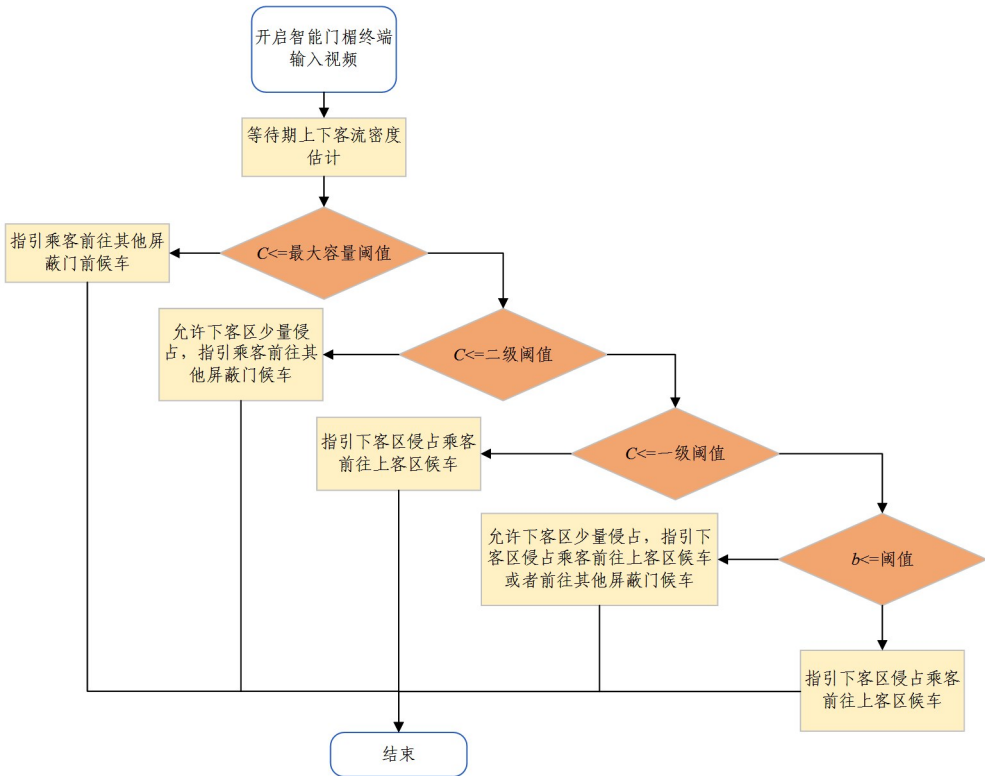 开启智能门楣终端
输入视频
等待期上下客流密度
估计
C<=最大容量阈值
指引乘客前往其他屏
蔽门前候车
C<=二级阈值
允许下客区少量侵
占，指引乘客前往其
他屏蔽门候车
C<=一级阈值
指引下客区侵占乘客
前往上客区候车
b<=阈值
允许下客区少量侵占，指引下
客区侵占乘客前往上客区候车
或者前往其他屏蔽门候车
指引下客区侵占乘客
前往上客区候车
结束